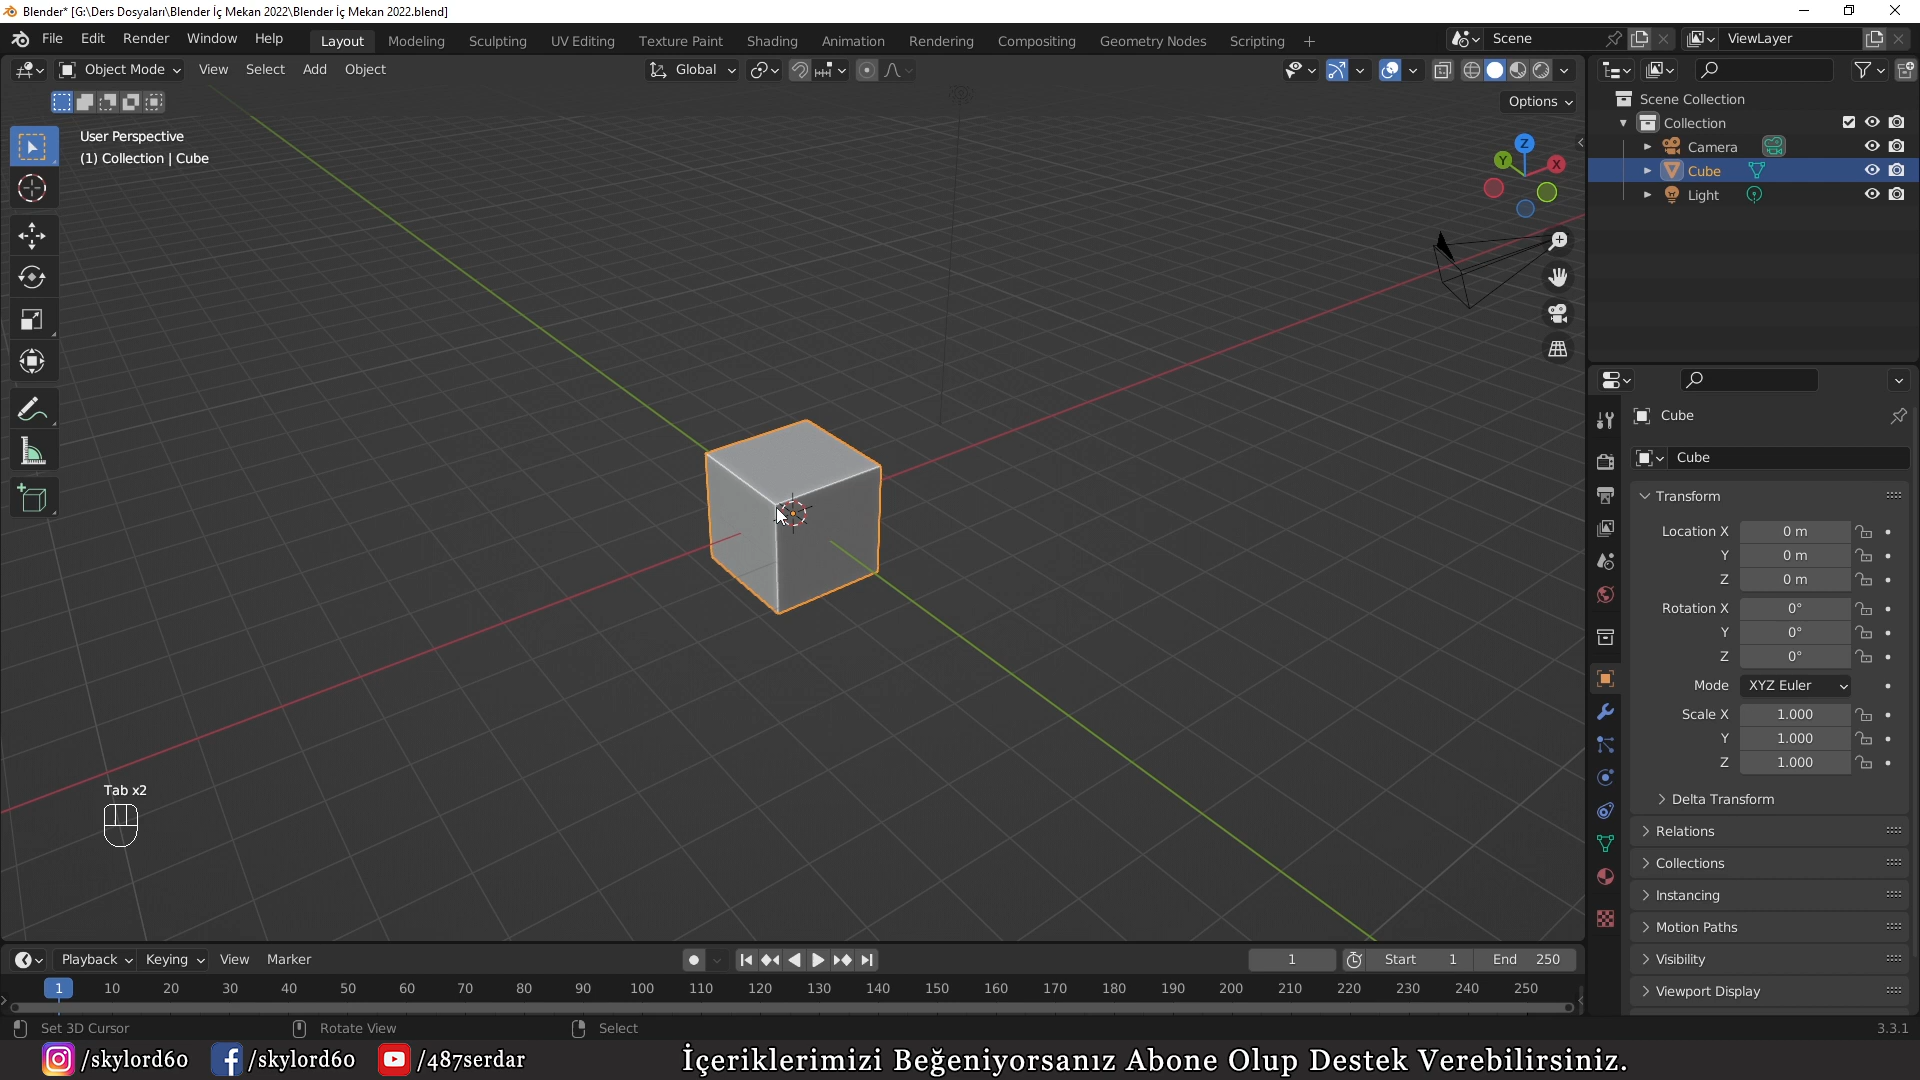 Blender* [G:\Ders Dosyaları\Blender İç Mekan 2022\Blender İç Mekan 2022.blend]
File Edit Render Window Help Layout Modeling Sculpting UV Editing Texture Paint Shading Animation Rendering Compositing Geometry Nodes Scripting + Scene ViewLayer
Object Mode View Select Add Object Global
Options
User Perspective
(1) Collection | Cube
Z
Y
X
Scene Collection
Collection
Camera
Cube
Light
Cube
Cube
Transform
Location X 0 m
Y 0 m
Z 0 m
Rotation X 0°
Y 0°
Z 0°
Mode XYZ Euler
Scale X 1.000
Y 1.000
Z 1.000
Delta Transform
Relations
Collections
Instancing
Motion Paths
Visibility
Viewport Display
Tab x2
Playback Keying View Marker 1 Start 1 End 250
1 10 20 30 40 50 60 70 80 90 100 110 120 130 140 150 160 170 180 190 200 210 220 230 240 250
Set 3D Cursor Rotate View Select 3.3.1
/skylord60 /skylord60 /487serdar İçeriklerimizi Beğeniyorsanız Abone Olup Destek Verebilirsiniz.